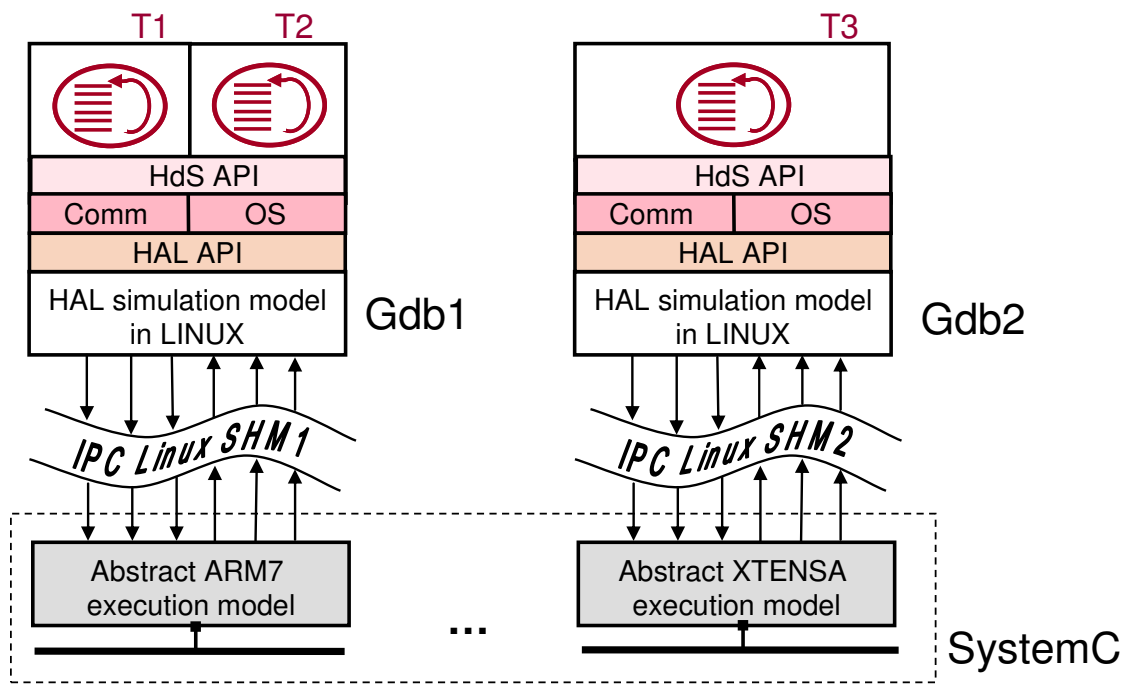 T1 T2 T3
HdS API HdS API
Comm OS Comm OS
HAL API HAL API
HAL simulation model HAL simulation model
in LINUX in LINUX
Gdb1 Gdb2
IPC Linux SHM1 IPC Linux SHM2
Abstract ARM7 Abstract XTENSA
execution model execution model
...
SystemC